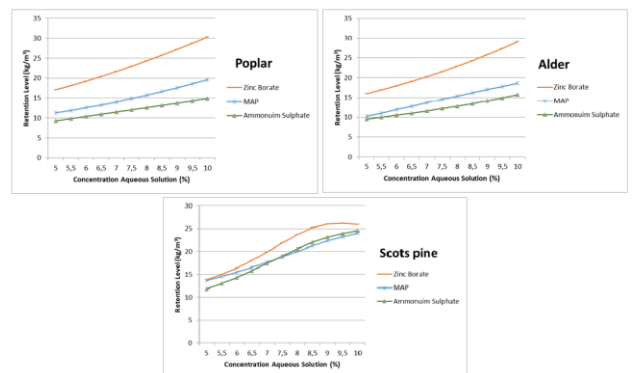 35
30
25
20
15
10
5
0
Retention Level (kg/m³)
Poplar
Zinc Borate
MAP
Ammonuim Sulphate
5 5,5 6 6,5 7 7,5 8 8,5 9 9,5 10
Concentration Aqueous Solution (%)
35
30
25
20
15
10
5
0
Retention Level (kg/m³)
Alder
Zinc Borate
MAP
Ammonuim Sulphate
5 5,5 6 6,5 7 7,5 8 8,5 9 9,5 10
Concentration Aqueous Solution (%)
30
25
20
15
10
5
0
Retention Level (kg/m³)
Scots pine
Zinc Borate
MAP
Ammonuim Sulphate
5 5,5 6 6,5 7 7,5 8 8,5 9 9,5 10
Concentration Aqueous Solution (%)